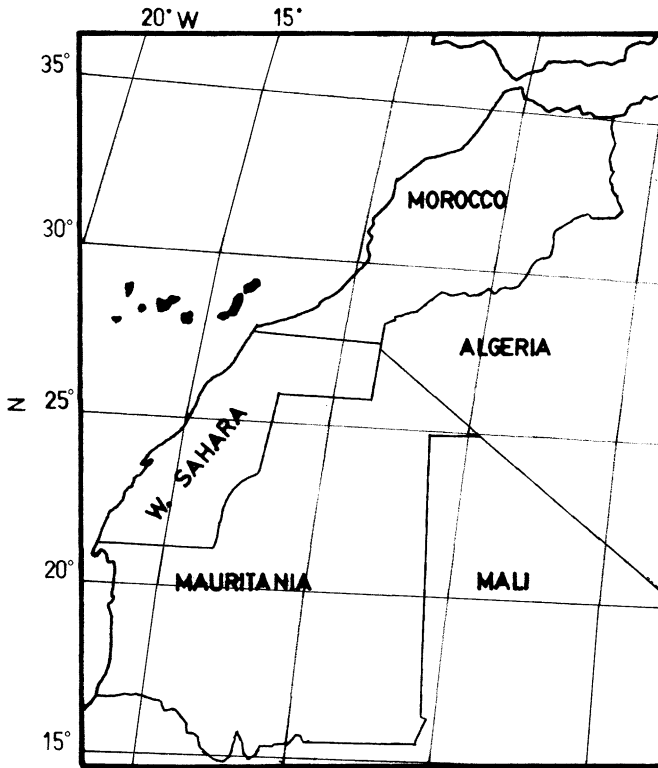 20° W 15°
35°
MOROCCO
30°
ALGERIA
25°
N
W. SAHARA
20°
MAURITANIA
MALI
15°